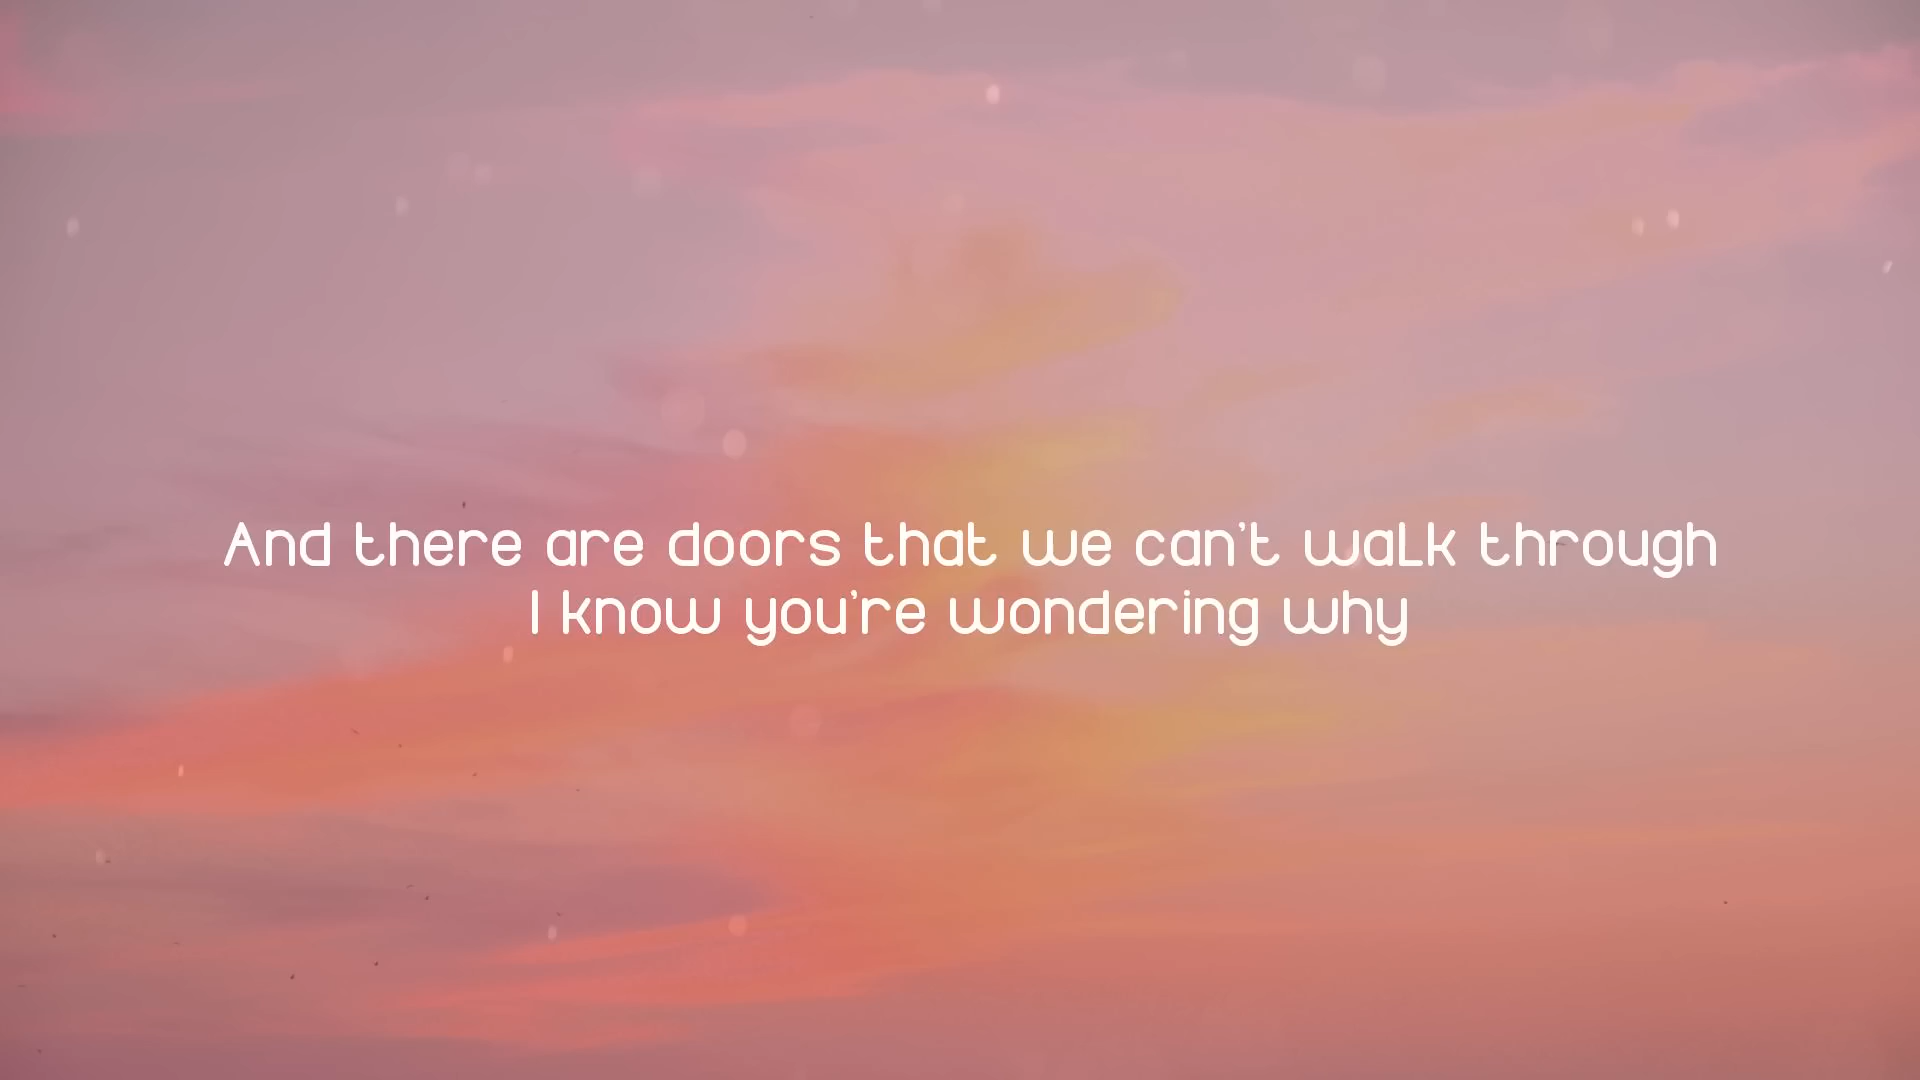 And there are doors that we can't walk through
I know you're wondering why